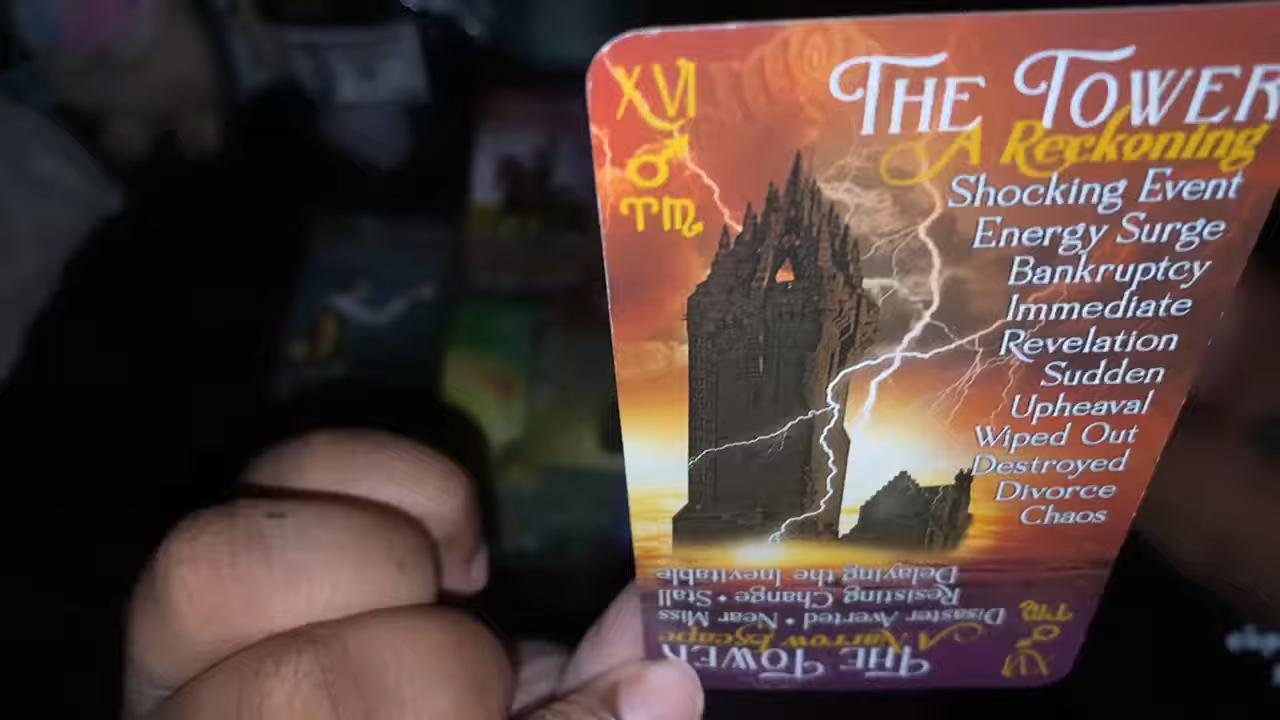 XVI
THE TOWER
A Reckoning
Shocking Event
Energy Surge
Bankruptcy
Immediate
Revelation
Sudden
Upheaval
Wiped Out
Destroyed
Divorce
Chaos
THE TOWER
XVI
A Narrow Escape
Disaster Averted • Near Miss
Resisting Change • Stall
Delaying the Inevitable